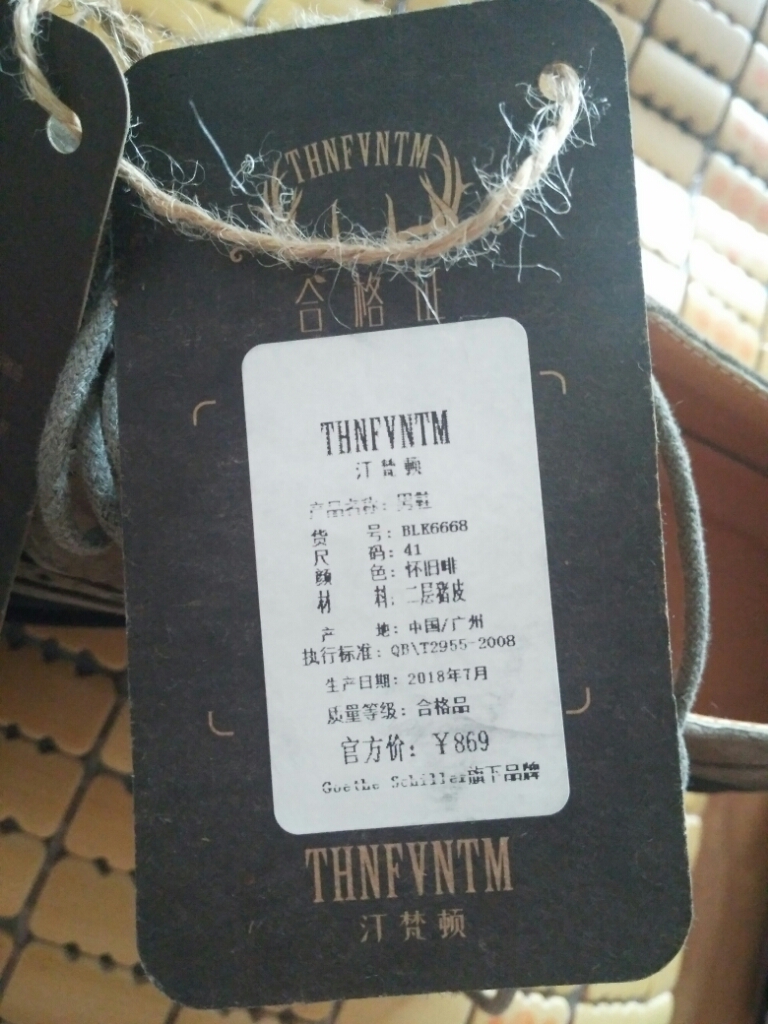 THNFVNTM
合格证
THNFVNTM
汀梵顿
产品名称：男鞋
货号：BLK6668
尺码：41
颜色：怀旧啡
材料：二层猪皮
产地：中国/广州
执行标准：QB\T2955-2008
生产日期：2018年7月
质量等级：合格品
官方价：￥869
Goethe Schiller旗下品牌
THNFVNTM
汀梵顿